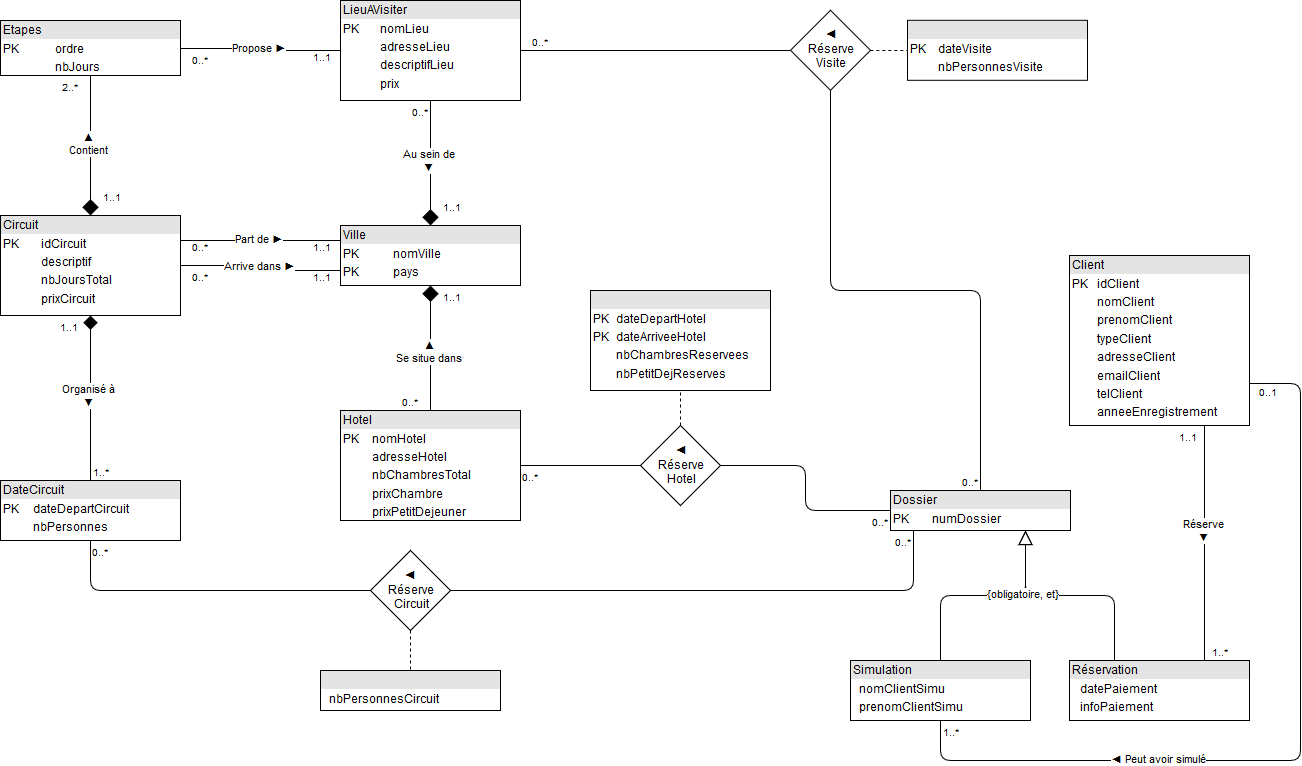 Etapes
PK ordre
nbJours
Propose ►
0..*
1..1
LieuAVisiter
PK nomLieu
adresseLieu
descriptifLieu
prix
0..*
◄
Réserve
Visite
PK dateVisite
nbPersonnesVisite
2..*
▲
Contient
1..1
0..*
Au sein de
▼
1..1
Circuit
PK idCircuit
descriptif
nbJoursTotal
prixCircuit
Part de ►
0..*
1..1
Arrive dans ►
0..*
1..1
Ville
PK nomVille
PK pays
1..1
▲
Se situe dans
0..*
1..1
Organisé à
▼
1..*
DateCircuit
PK dateDepartCircuit
nbPersonnes
0..*
Hotel
PK nomHotel
adresseHotel
nbChambresTotal
prixChambre
prixPetitDejeuner
0..*
PK dateDepartHotel
PK dateArriveeHotel
nbChambresReservees
nbPetitDejReserves
◄
Réserve
Hotel
0..*
0..*
0..*
Dossier
PK numDossier
◄
Réserve
Circuit
nbPersonnesCircuit
Client
PK idClient
nomClient
prenomClient
typeClient
adresseClient
emailClient
telClient
anneeEnregistrement
0..1
1..1
Réserve
▼
1..*
{obligatoire, et}
Simulation
nomClientSimu
prenomClientSimu
1..*
Réservation
datePaiement
infoPaiement
◄ Peut avoir simulé